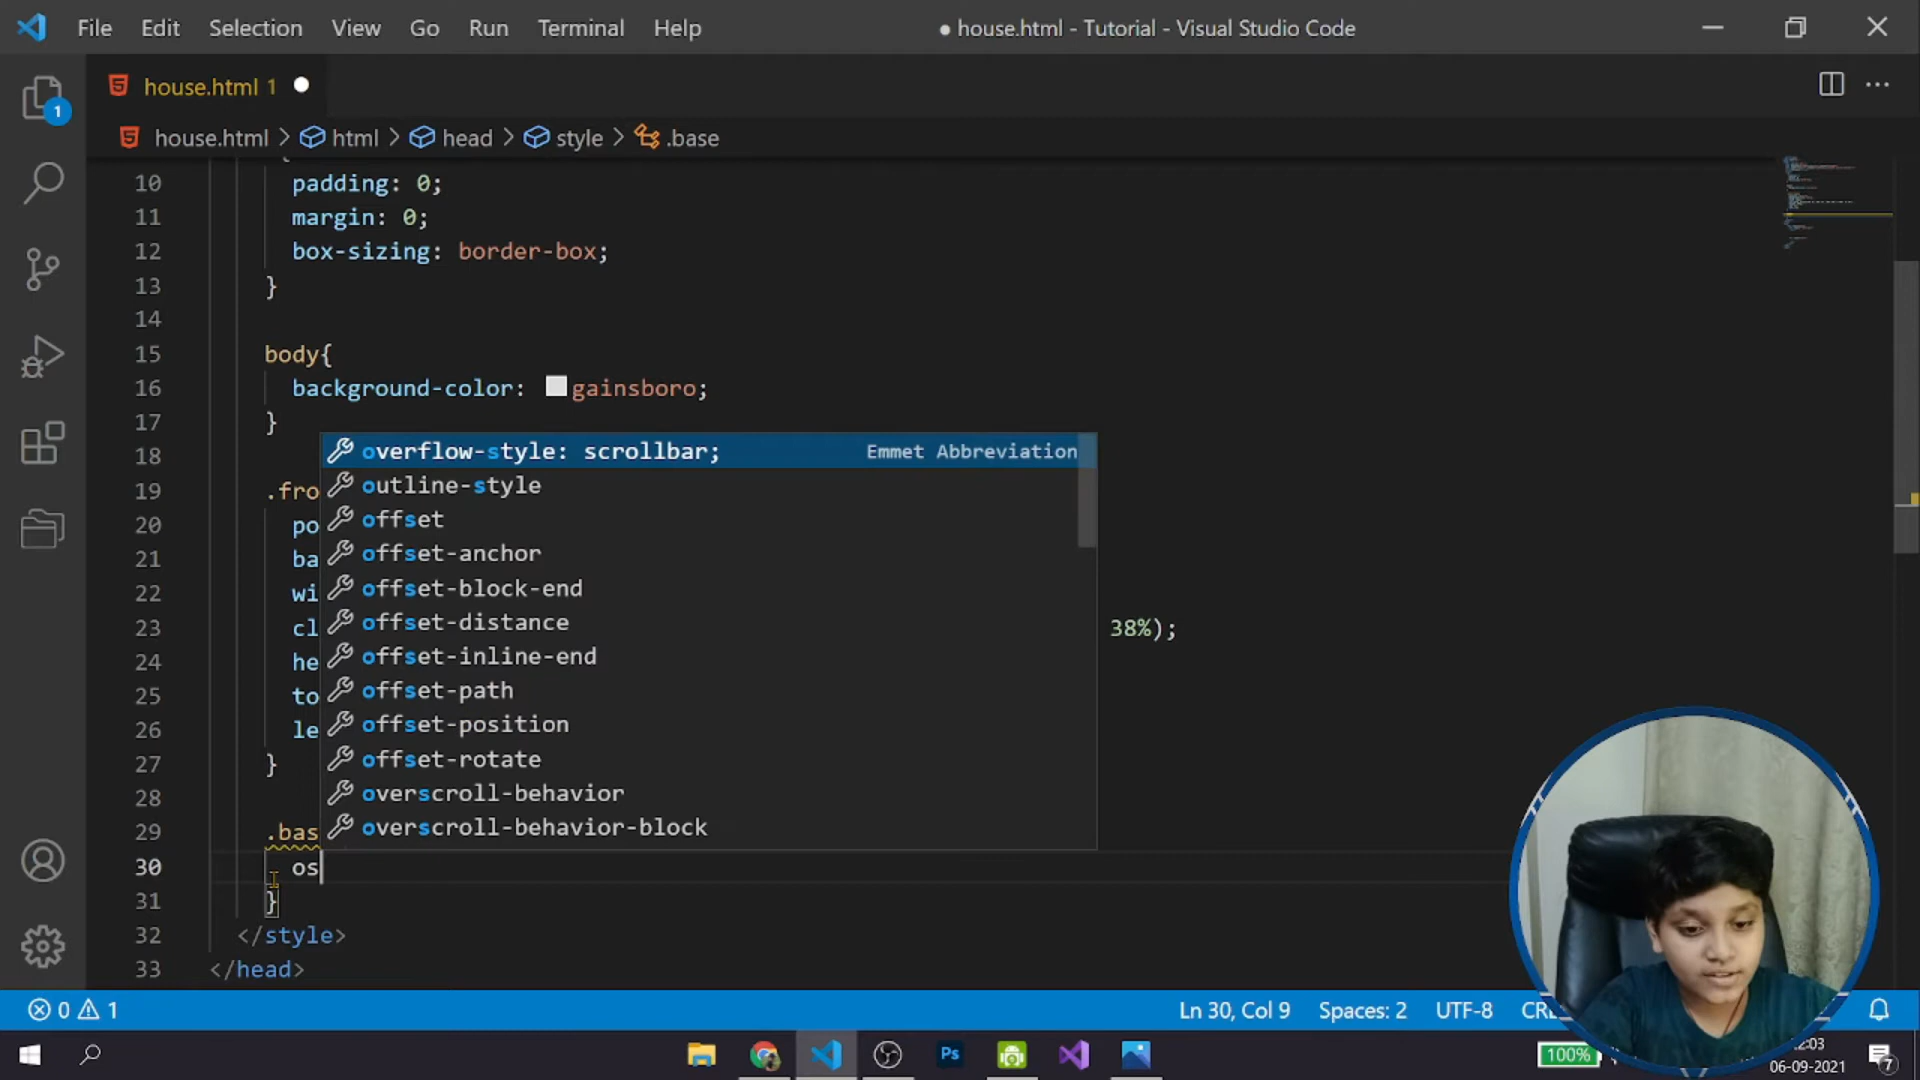 File Edit Selection View Go Run Terminal Help
● house.html - Tutorial - Visual Studio Code
house.html 1
house.html > html > head > style > .base
1
10 padding: 0;
11 margin: 0;
12 box-sizing: border-box;
13 }
14
15 body{
16 background-color: gainsboro;
17 }
18
overflow-style: scrollbar; Emmet Abbreviation
outline-style
19 .fro
offset
20 po
offset-anchor
21 ba
offset-block-end
22 wi
offset-distance
23 cl 38%);
offset-inline-end
24 he
offset-path
25 to
offset-position
26 le
offset-rotate
27 }
overscroll-behavior
28
overscroll-behavior-block
29 .bas
30 os
31 }
32 </style>
33 </head>
0 1
Ln 30, Col 9 Spaces: 2 UTF-8
Ps
100%
06-09-2021
7